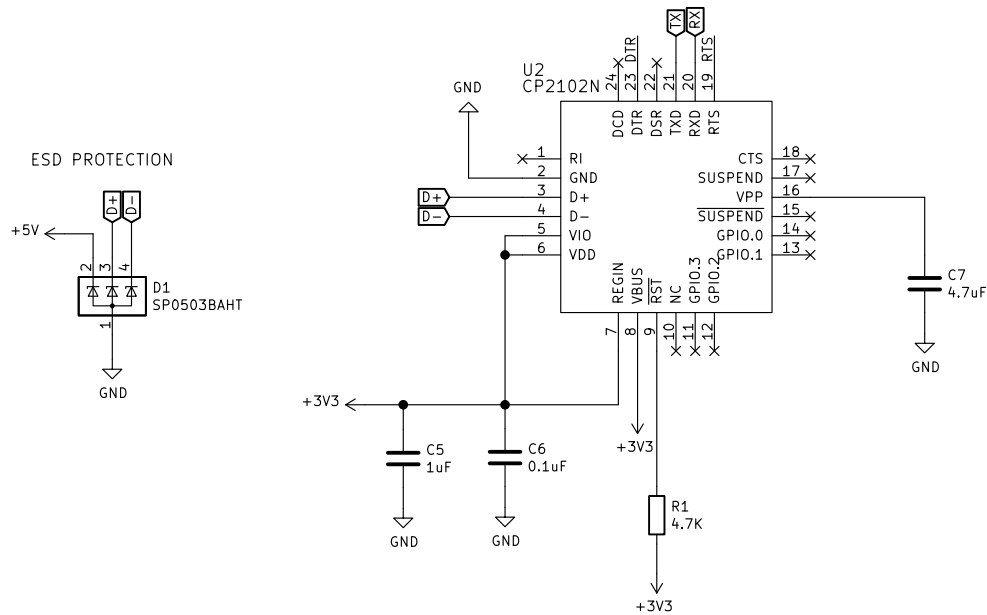 TX
RX
DTR
RTS
U2
CP2102N
24
23
22
21
20
19
GND
DCD
DTR
DSR
TXD
RXD
RTS
ESD PROTECTION
1 RI
CTS 18
2 GND
SUSPEND 17
D+
3 D+
VPP 16
D+
D-
D-
4 D-
SUSPEND 15
+5V
5 VIO
GPIO.0 14
6 VDD
GPIO.1 13
2
3
4
D1
SP0503BAHT
C7
4.7uF
REGIN
VBUS
RST
NC
GPIO.3
GPIO.2
1
7
8
9
10
11
12
GND
GND
+3V3
+3V3
C5
1uF
C6
0.1uF
R1
4.7K
GND
GND
+3V3